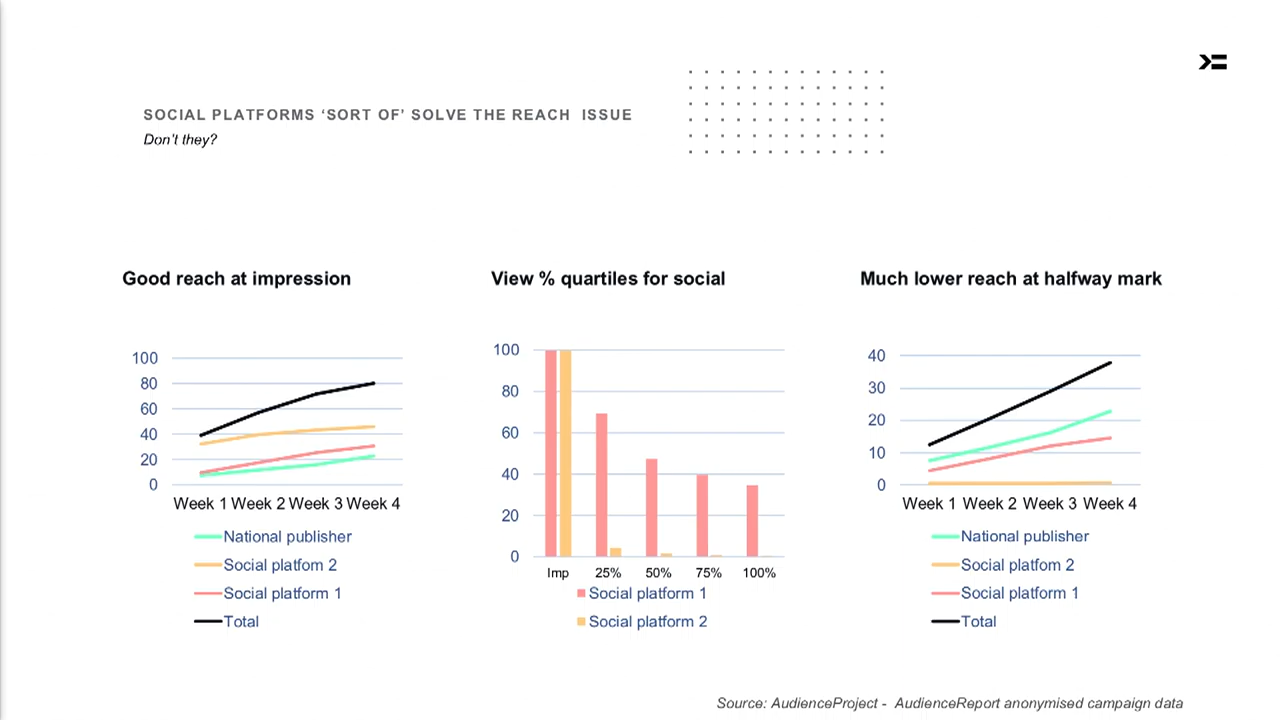 SOCIAL PLATFORMS ‘SORT OF’ SOLVE THE REACH ISSUE
Don’t they?
Good reach at impression
100
80
60
40
20
0
Week 1 Week 2 Week 3 Week 4
National publisher
Social platfom 2
Social platform 1
Total
View % quartiles for social
100
80
60
40
20
0
Imp 25% 50% 75% 100%
Social platform 1
Social platform 2
Much lower reach at halfway mark
40
30
20
10
0
Week 1 Week 2 Week 3 Week 4
National publisher
Social platfom 2
Social platform 1
Total
Source: AudienceProject - AudienceReport anonymised campaign data